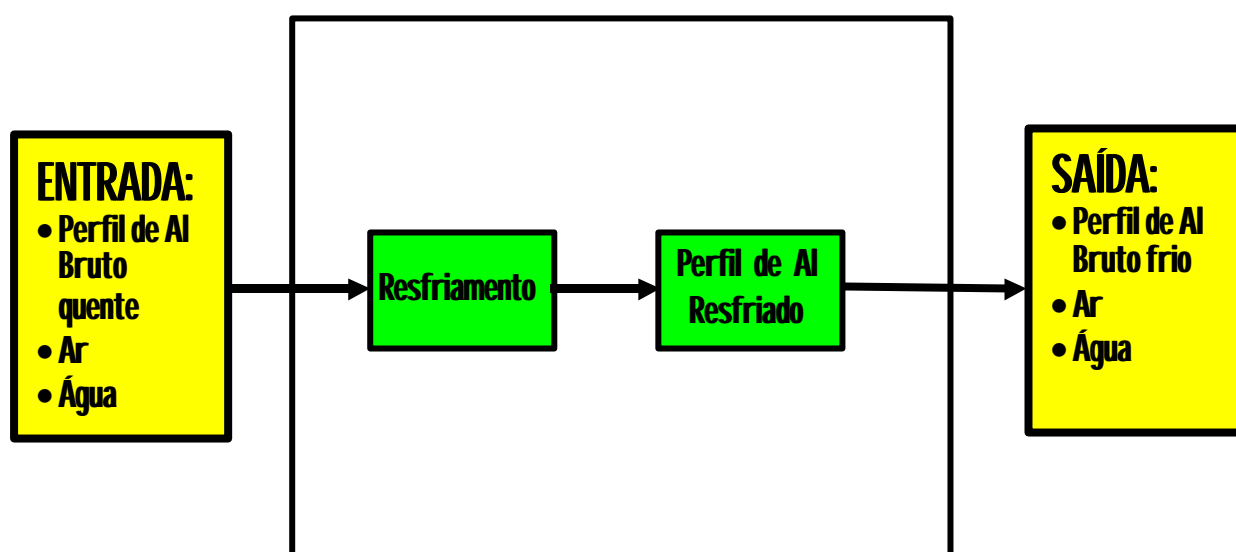 ENTRADA:
• Perfil de Al
Bruto
quente
• Ar
• Água
Resfriamento
Perfil de Al
Resfriado
SAÍDA:
• Perfil de Al
Bruto frio
• Ar
• Água